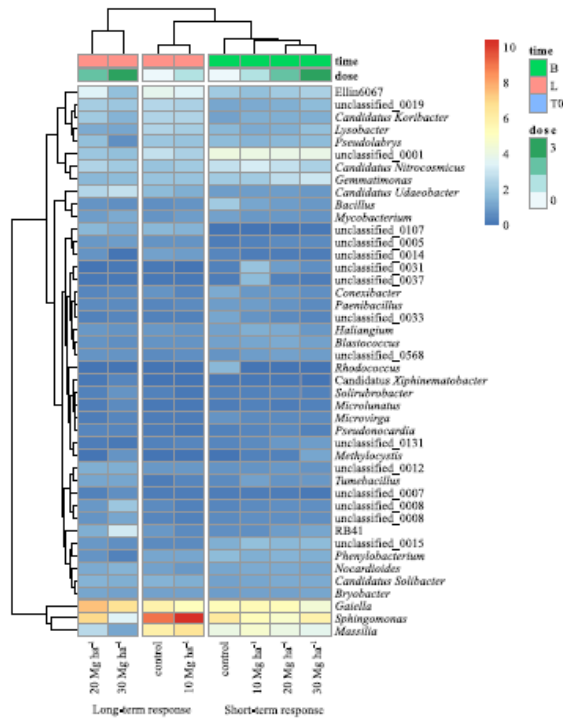 time
dose
Ellin6067
unclassified_0019
Candidatus Koribacter
Lysobacter
Pseudolabrys
unclassified_0001
Candidatus Nitrocosmicus
Gemmatimonas
Candidatus Udaeobacter
Bacillus
Mycobacterium
unclassified_0107
unclassified_0005
unclassified_0014
unclassified_0031
unclassified_0037
Conexibacter
Paenibacillus
unclassified_0033
Haliangium
Blastococcus
unclassified_0568
Rhodococcus
Candidatus Xiphinematobacter
Solirubrobacter
Microlunatus
Microvirga
Pseudonocardia
unclassified_0131
Methylocystis
unclassified_0012
Tumebacillus
unclassified_0007
unclassified_0008
unclassified_0008
RB41
unclassified_0015
Phenylobacterium
Nocardioides
Candidatus Solibacter
Bryobacter
Gaiella
Sphingomonas
Massilia
20 Mg ha⁻¹
30 Mg ha⁻¹
control
10 Mg ha⁻¹
control
10 Mg ha⁻¹
20 Mg ha⁻¹
30 Mg ha⁻¹
Long-term response
Short-term response
10
8
6
4
2
0
time
B
L
T0
dose
3
0